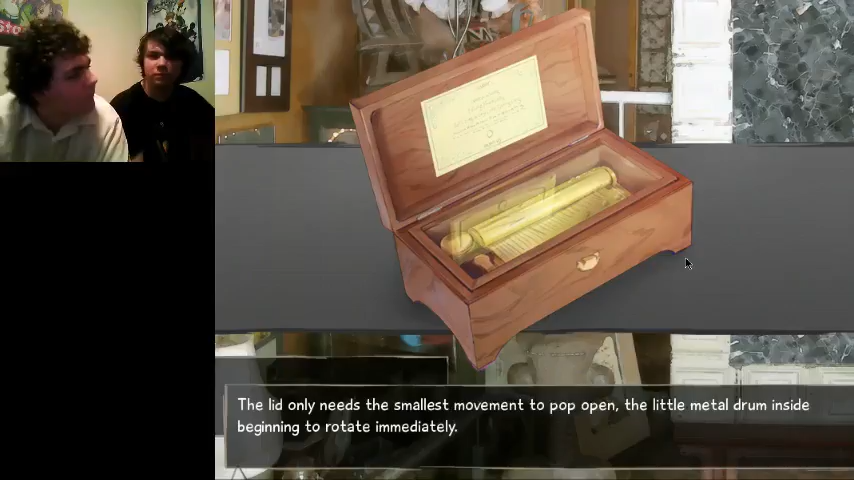 The lid only needs the smallest movement to pop open, the little metal drum inside
beginning to rotate immediately.